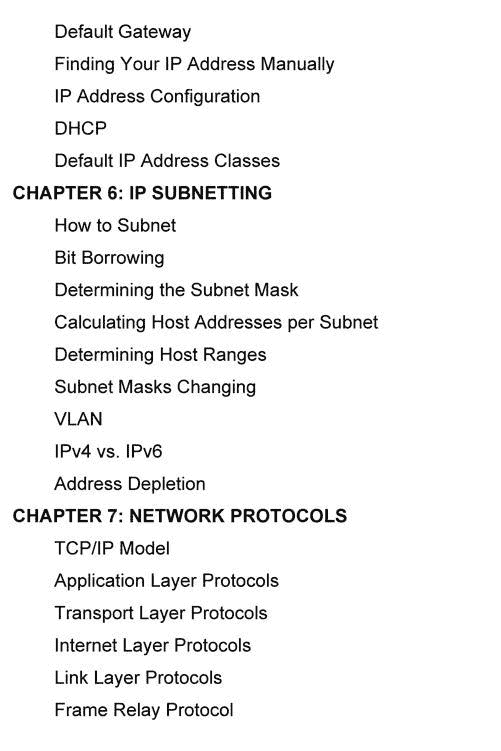 Default Gateway
Finding Your IP Address Manually
IP Address Configuration
DHCP
Default IP Address Classes
CHAPTER 6: IP SUBNETTING
How to Subnet
Bit Borrowing
Determining the Subnet Mask
Calculating Host Addresses per Subnet
Determining Host Ranges
Subnet Masks Changing
VLAN
IPv4 vs. IPv6
Address Depletion
CHAPTER 7: NETWORK PROTOCOLS
TCP/IP Model
Application Layer Protocols
Transport Layer Protocols
Internet Layer Protocols
Link Layer Protocols
Frame Relay Protocol